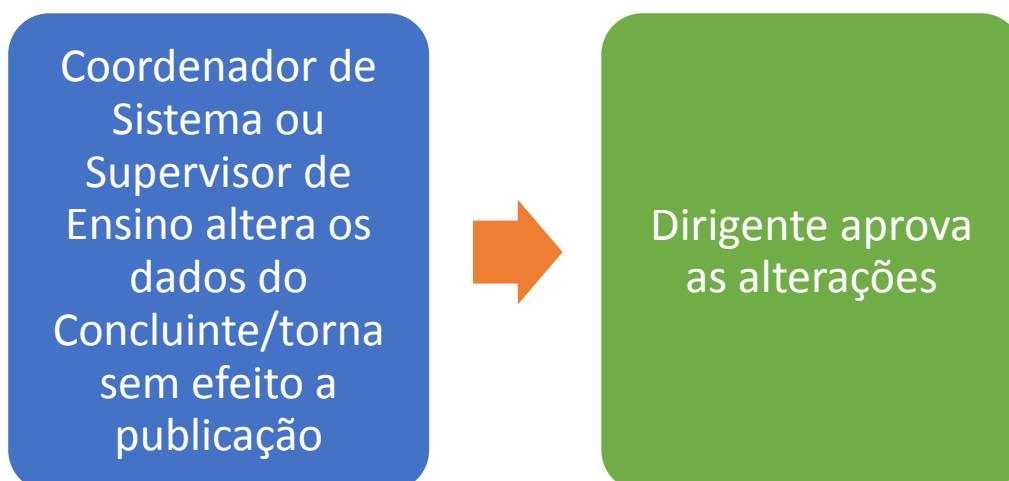 Coordenador de
Sistema ou
Supervisor de
Ensino altera os
dados do
Concluinte/torna
sem efeito a
publicação
Dirigente aprova
as alterações